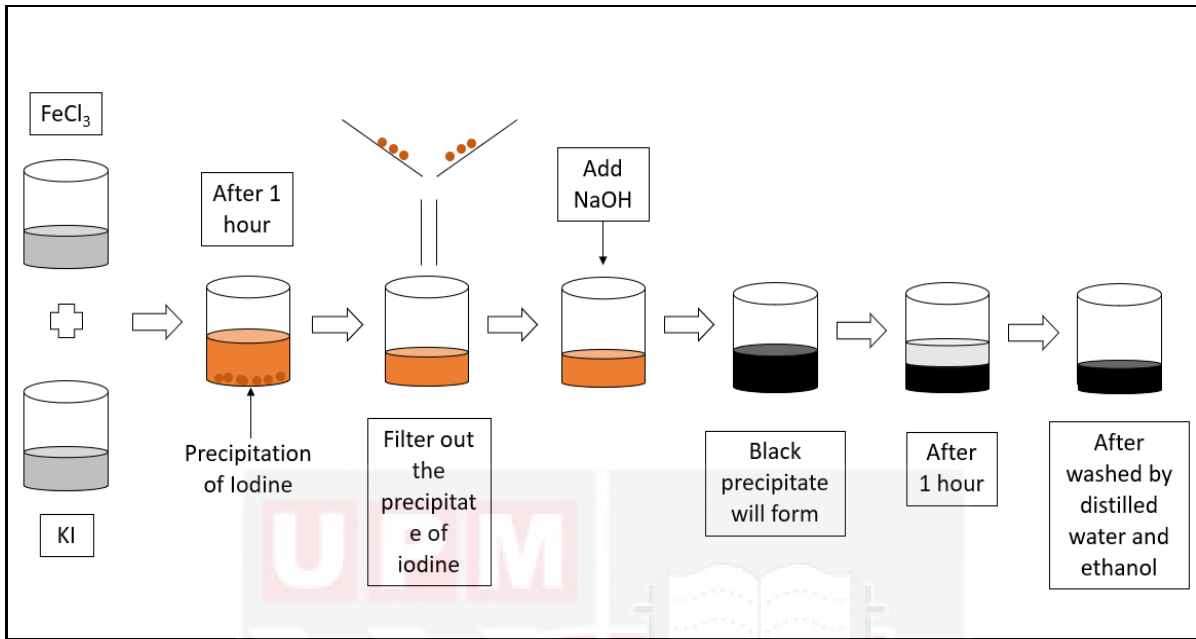 FeCl₃
KI
After 1
hour
Precipitation
of Iodine
Filter out
the
precipitat
e of
iodine
Add
NaOH
Black
precipitate
will form
After
1 hour
After
washed by
distilled
water and
ethanol
UPM